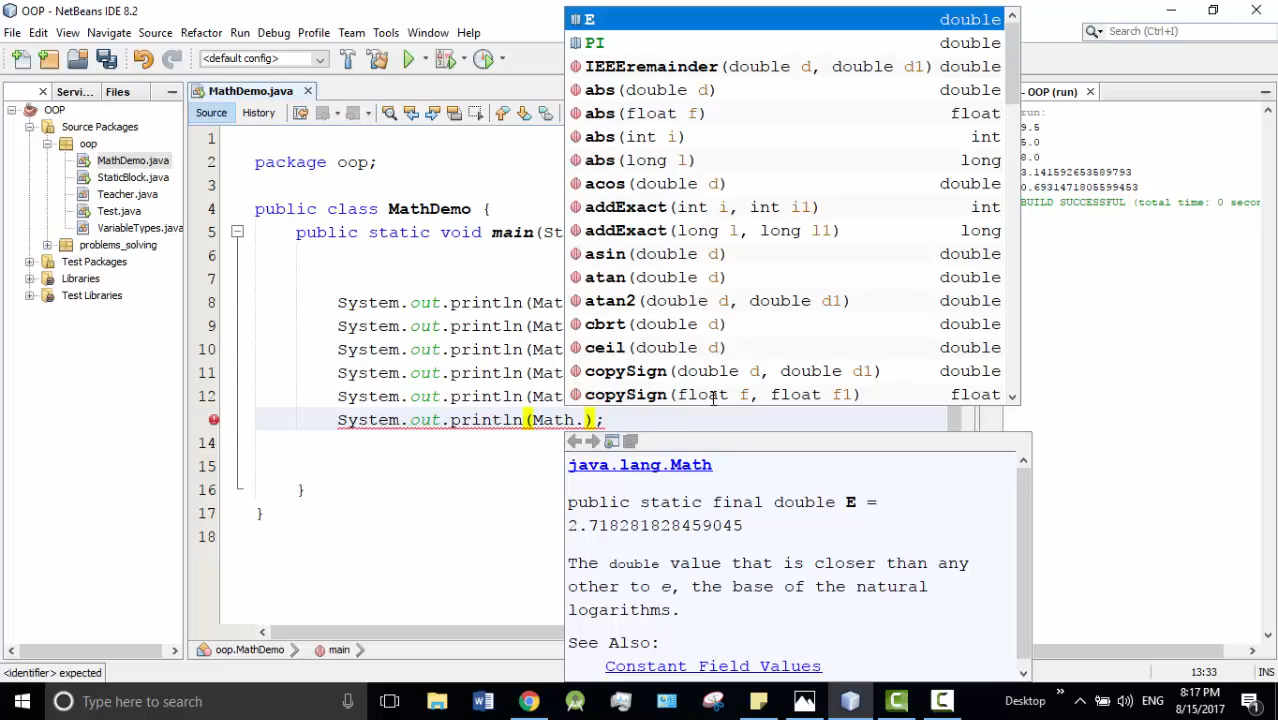 OOP - NetBeans IDE 8.2
File Edit View Navigate Source Refactor Run Debug Profile Team Tools Window Help
Search (Ctrl+I)
<default config>
Servi... Files
MathDemo.java
OOP
Source Packages
oop
MathDemo.java
StaticBlock.java
Teacher.java
Test.java
VariableTypes.java
problems_solving
Test Packages
Libraries
Test Libraries
Source History
1
2 package oop;
3
4 public class MathDemo {
5 public static void main(St
6
7
8 System.out.println(Mat
9 System.out.println(Mat
10 System.out.println(Mat
11 System.out.println(Mat
12 System.out.println(Mat
System.out.println(Math.);
14
15
16 }
17 }
18
E double
PI double
IEEEremainder(double d, double d1) double
abs(double d) double
abs(float f) float
abs(int i) int
abs(long l) long
acos(double d) double
addExact(int i, int i1) int
addExact(long l, long l1) long
asin(double d) double
atan(double d) double
atan2(double d, double d1) double
cbrt(double d) double
ceil(double d) double
copySign(double d, double d1) double
copySign(float f, float f1) float
java.lang.Math
public static final double E =
2.718281828459045
The double value that is closer than any
other to e, the base of the natural
logarithms.
See Also:
Constant Field Values
- OOP (run)
run:
9.5
5.0
8.0
3.141592653589793
0.6931471805599453
BUILD SUCCESSFUL (total time: 0 secon
oop.MathDemo main
<identifier> expected
13:33 INS
Type here to search
Desktop
ENG
8:17 PM
8/15/2017
1